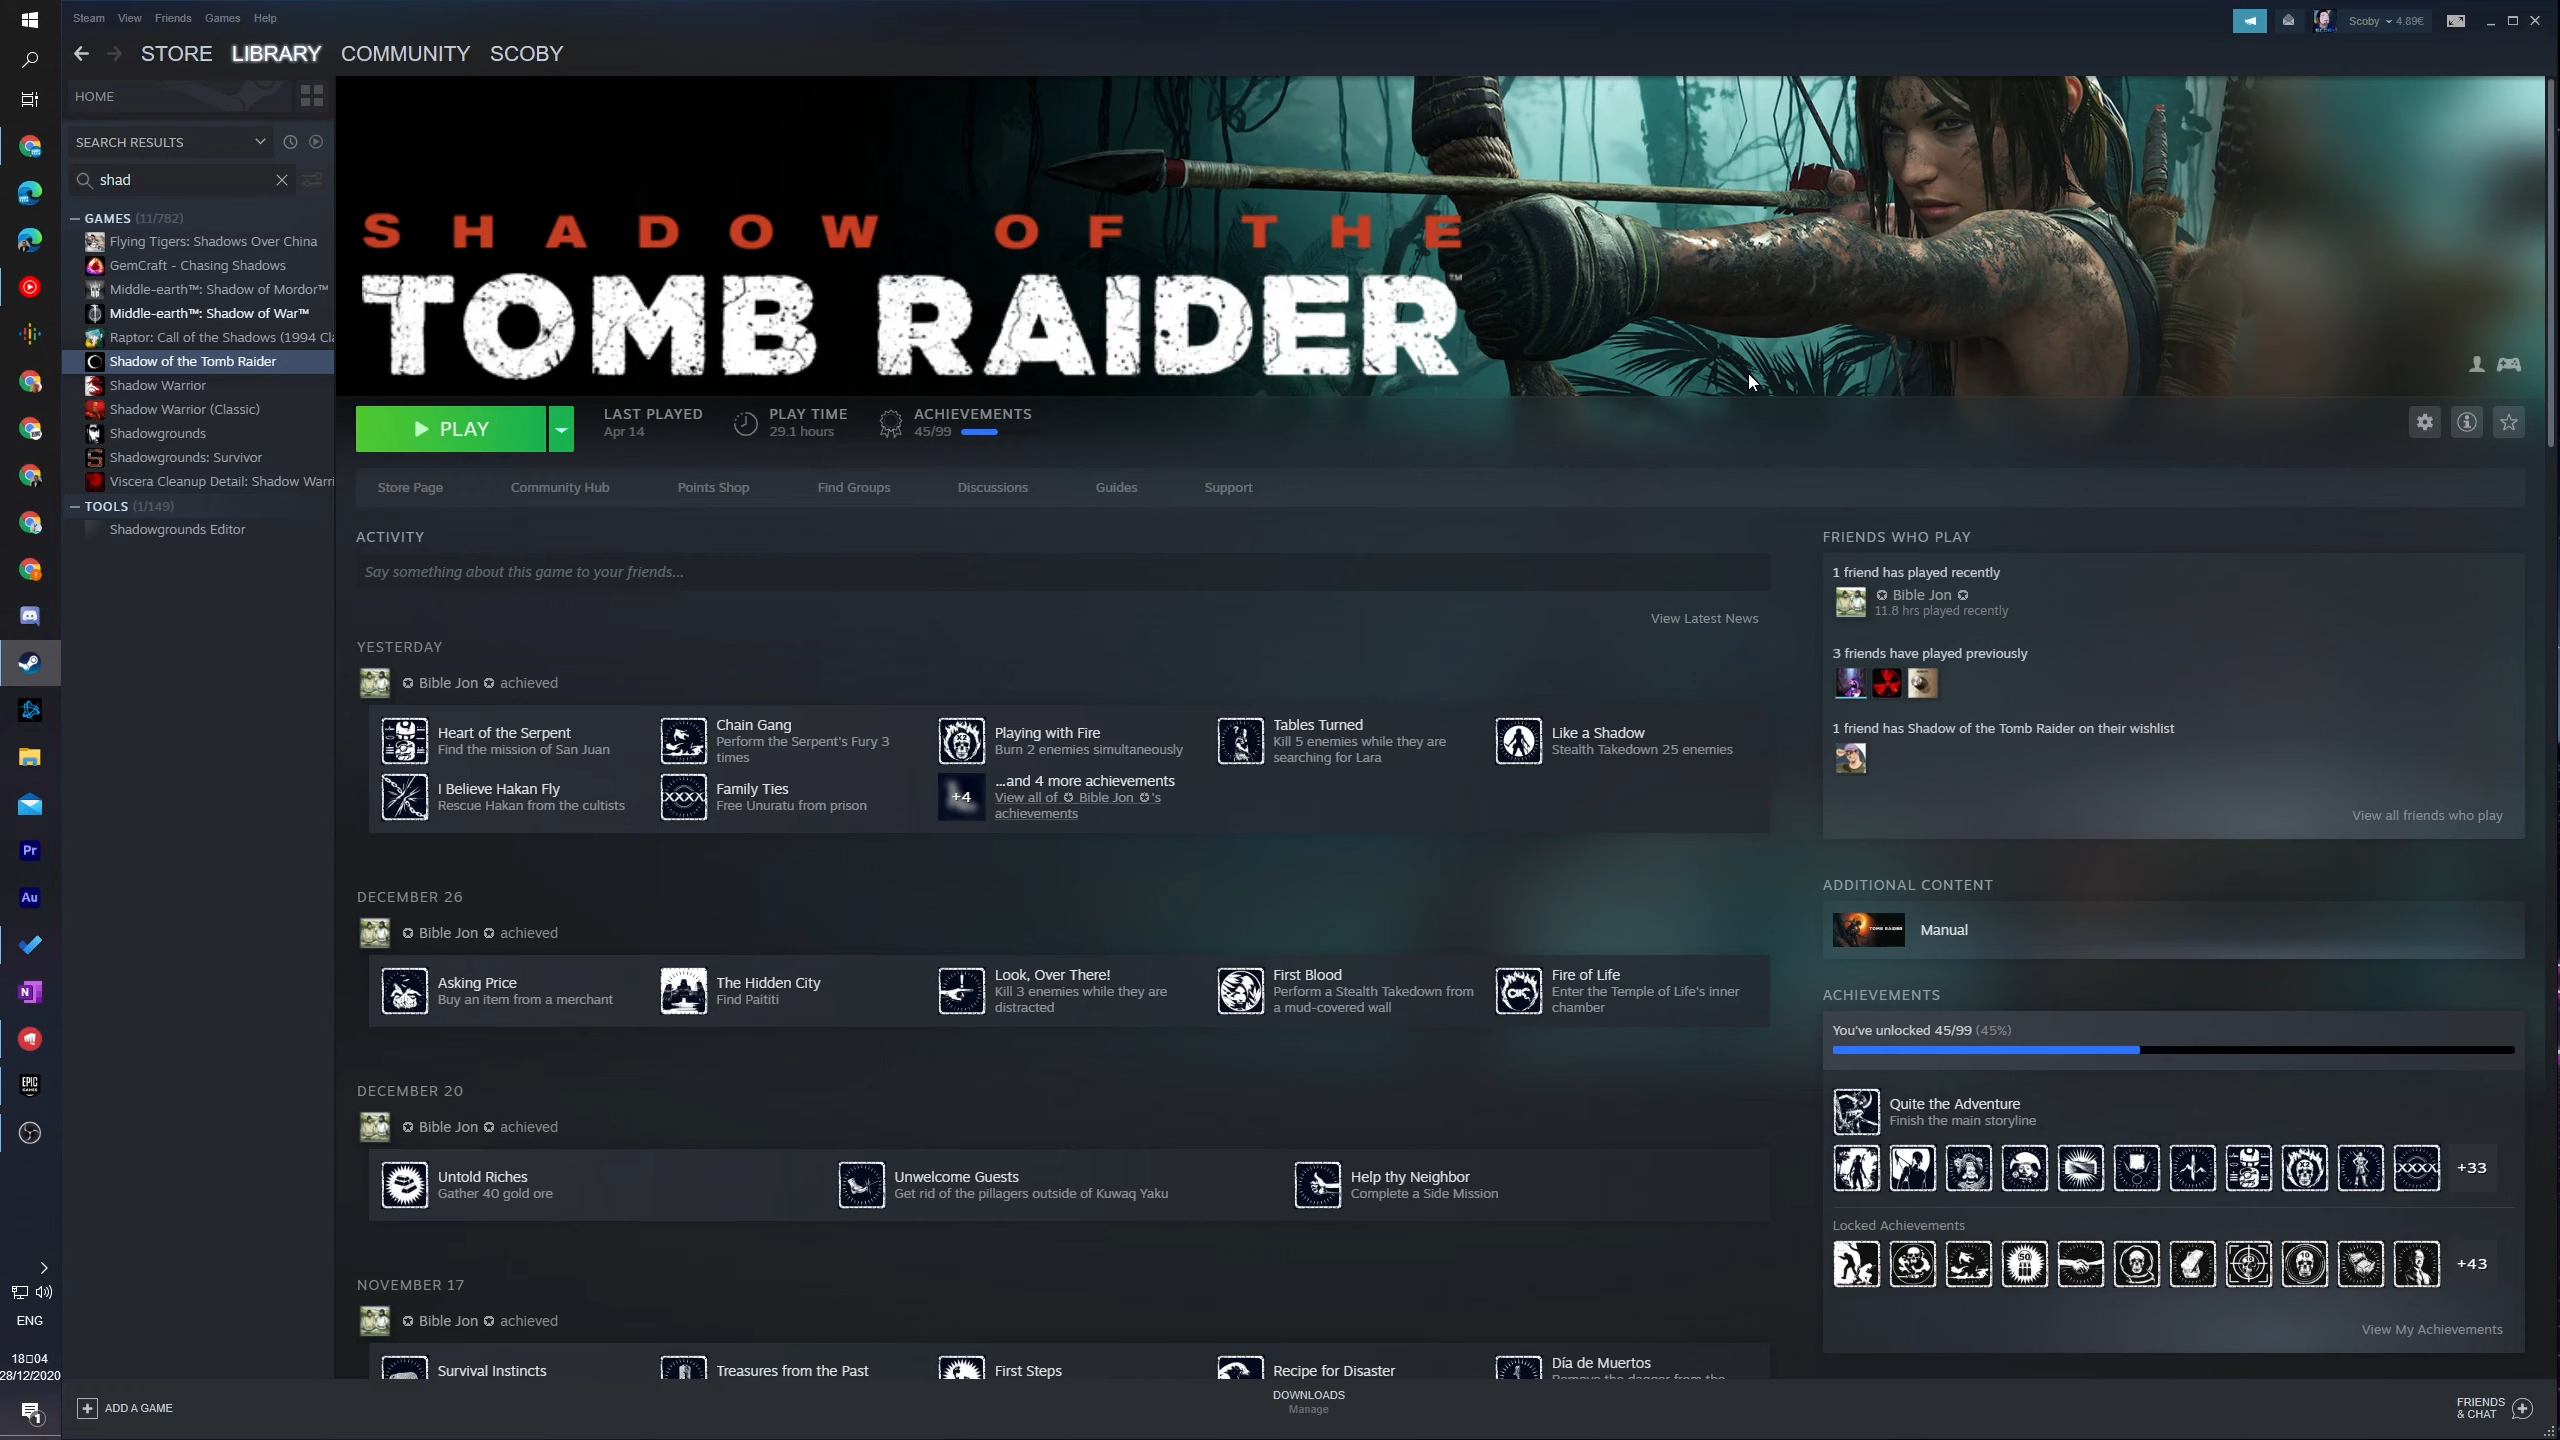 Steam View Friends Games Help
Scoby 4.89€
STORE LIBRARY COMMUNITY SCOBY
HOME
SEARCH RESULTS
shad
GAMES (11/782)
Flying Tigers: Shadows Over China
GemCraft - Chasing Shadows
Middle-earth™: Shadow of Mordor™
Middle-earth™: Shadow of War™
Raptor: Call of the Shadows (1994 Cl
Shadow of the Tomb Raider
Shadow Warrior
Shadow Warrior (Classic)
Shadowgrounds
Shadowgrounds: Survivor
Viscera Cleanup Detail: Shadow Warri
TOOLS (1/149)
Shadowgrounds Editor
SHADOW OF THE
TOMB RAIDER™
PLAY
LAST PLAYED
Apr 14
PLAY TIME
29.1 hours
ACHIEVEMENTS
45/99
Store Page Community Hub Points Shop Find Groups Discussions Guides Support
ACTIVITY
Say something about this game to your friends...
View Latest News
YESTERDAY
✪ Bible Jon ✪ achieved
Heart of the Serpent
Find the mission of San Juan
Chain Gang
Perform the Serpent's Fury 3
times
Playing with Fire
Burn 2 enemies simultaneously
Tables Turned
Kill 5 enemies while they are
searching for Lara
Like a Shadow
Stealth Takedown 25 enemies
I Believe Hakan Fly
Rescue Hakan from the cultists
Family Ties
Free Unuratu from prison
+4
...and 4 more achievements
View all of ✪ Bible Jon ✪'s
achievements
DECEMBER 26
✪ Bible Jon ✪ achieved
Asking Price
Buy an item from a merchant
The Hidden City
Find Paititi
Look, Over There!
Kill 3 enemies while they are
distracted
First Blood
Perform a Stealth Takedown from
a mud-covered wall
Fire of Life
Enter the Temple of Life's inner
chamber
DECEMBER 20
✪ Bible Jon ✪ achieved
Untold Riches
Gather 40 gold ore
Unwelcome Guests
Get rid of the pillagers outside of Kuwaq Yaku
Help thy Neighbor
Complete a Side Mission
NOVEMBER 17
✪ Bible Jon ✪ achieved
Survival Instincts
Treasures from the Past
First Steps
Recipe for Disaster
Día de Muertos
FRIENDS WHO PLAY
1 friend has played recently
✪ Bible Jon ✪
11.8 hrs played recently
3 friends have played previously
1 friend has Shadow of the Tomb Raider on their wishlist
View all friends who play
ADDITIONAL CONTENT
TOMB RAIDER
Manual
ACHIEVEMENTS
You've unlocked 45/99 (45%)
Quite the Adventure
Finish the main storyline
+33
Locked Achievements
50
10
+43
View My Achievements
Pr
Au
N
EPIC
GAMES
ENG
18□04
28/12/2020
1
ADD A GAME
DOWNLOADS
Manage
FRIENDS
& CHAT